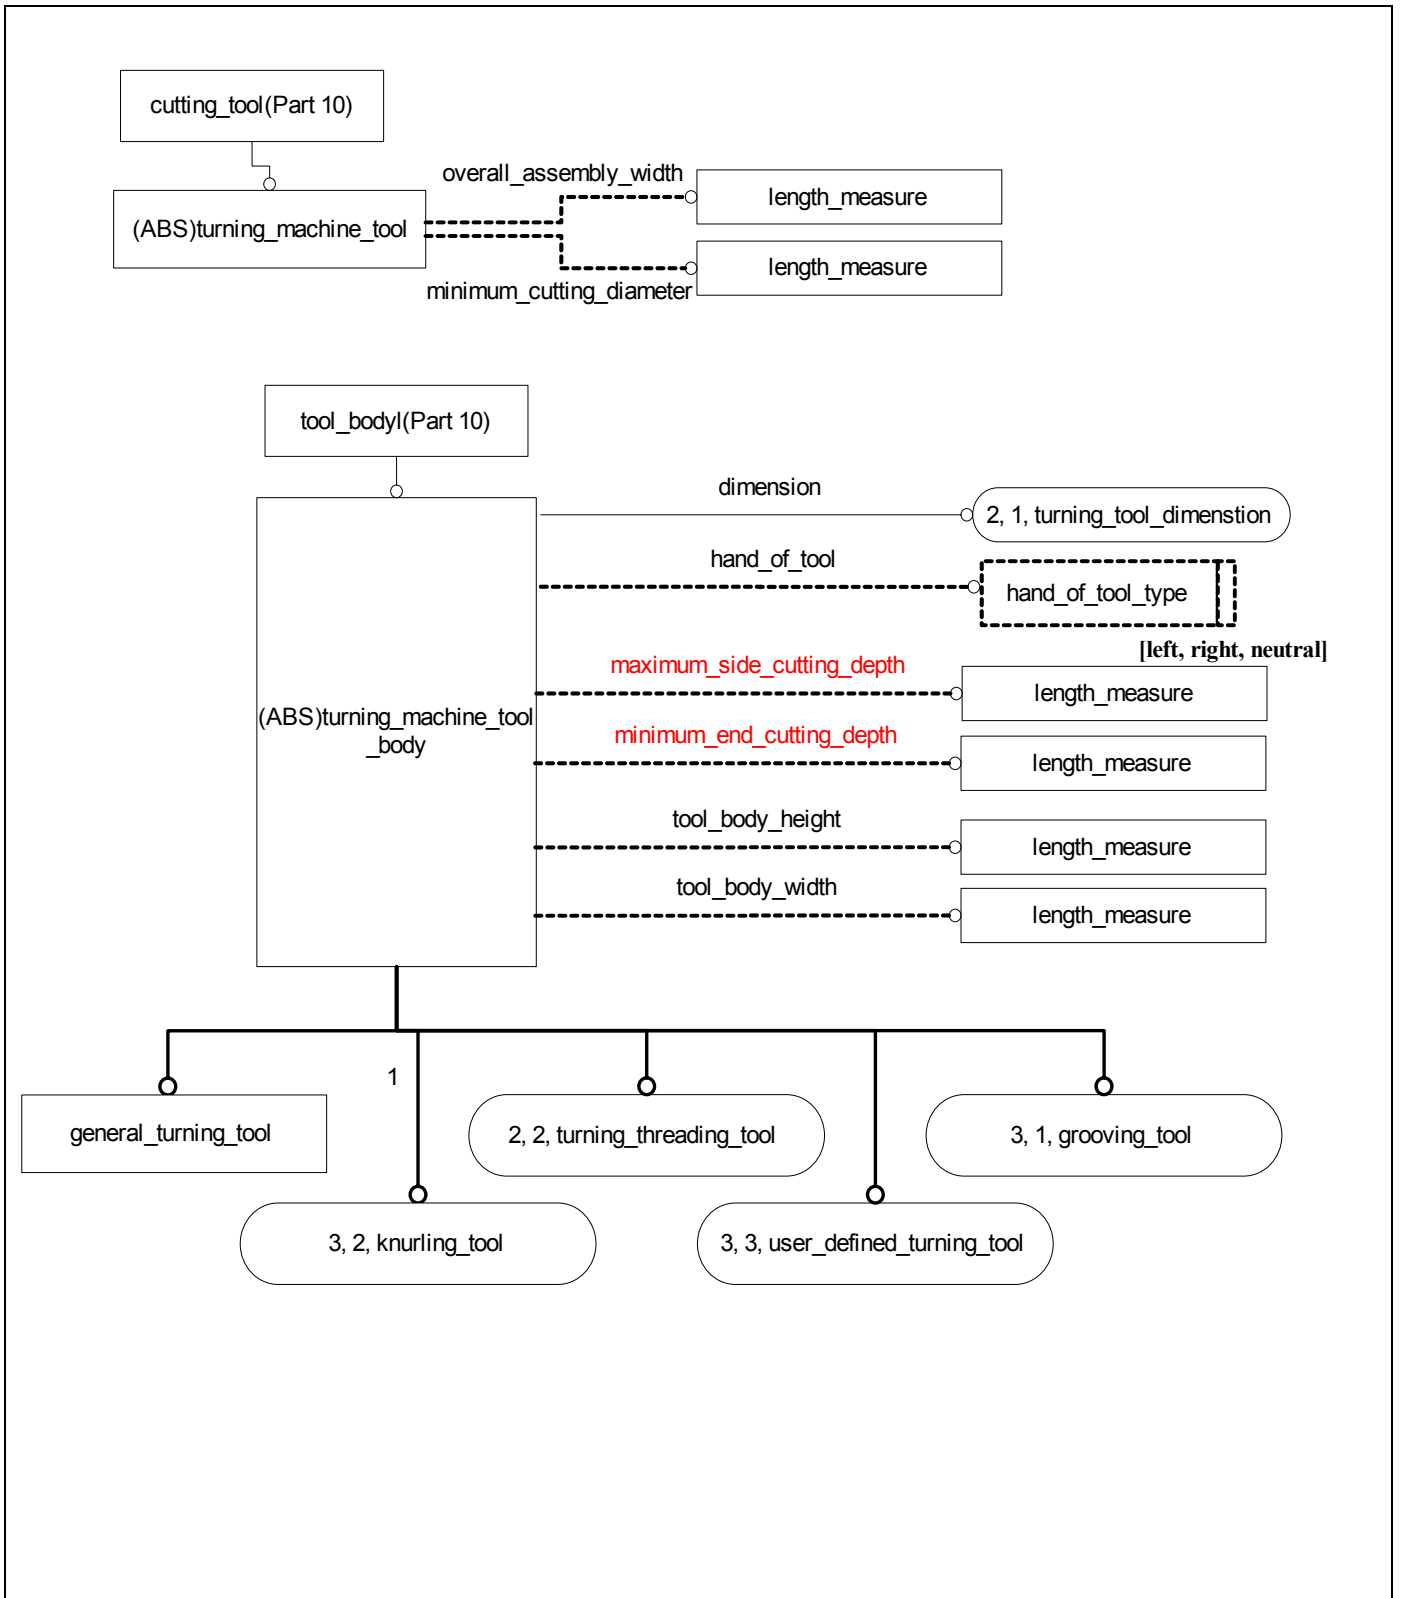 cutting_tool(Part 10)
overall_assembly_width
length_measure
(ABS)turning_machine_tool
length_measure
minimum_cutting_diameter
tool_bodyl(Part 10)
dimension
2, 1, turning_tool_dimenstion
hand_of_tool
hand_of_tool_type
[left, right, neutral]
maximum_side_cutting_depth
length_measure
(ABS)turning_machine_tool
_body
minimum_end_cutting_depth
length_measure
tool_body_height
length_measure
tool_body_width
length_measure
1
general_turning_tool
2, 2, turning_threading_tool
3, 1, grooving_tool
3, 2, knurling_tool
3, 3, user_defined_turning_tool